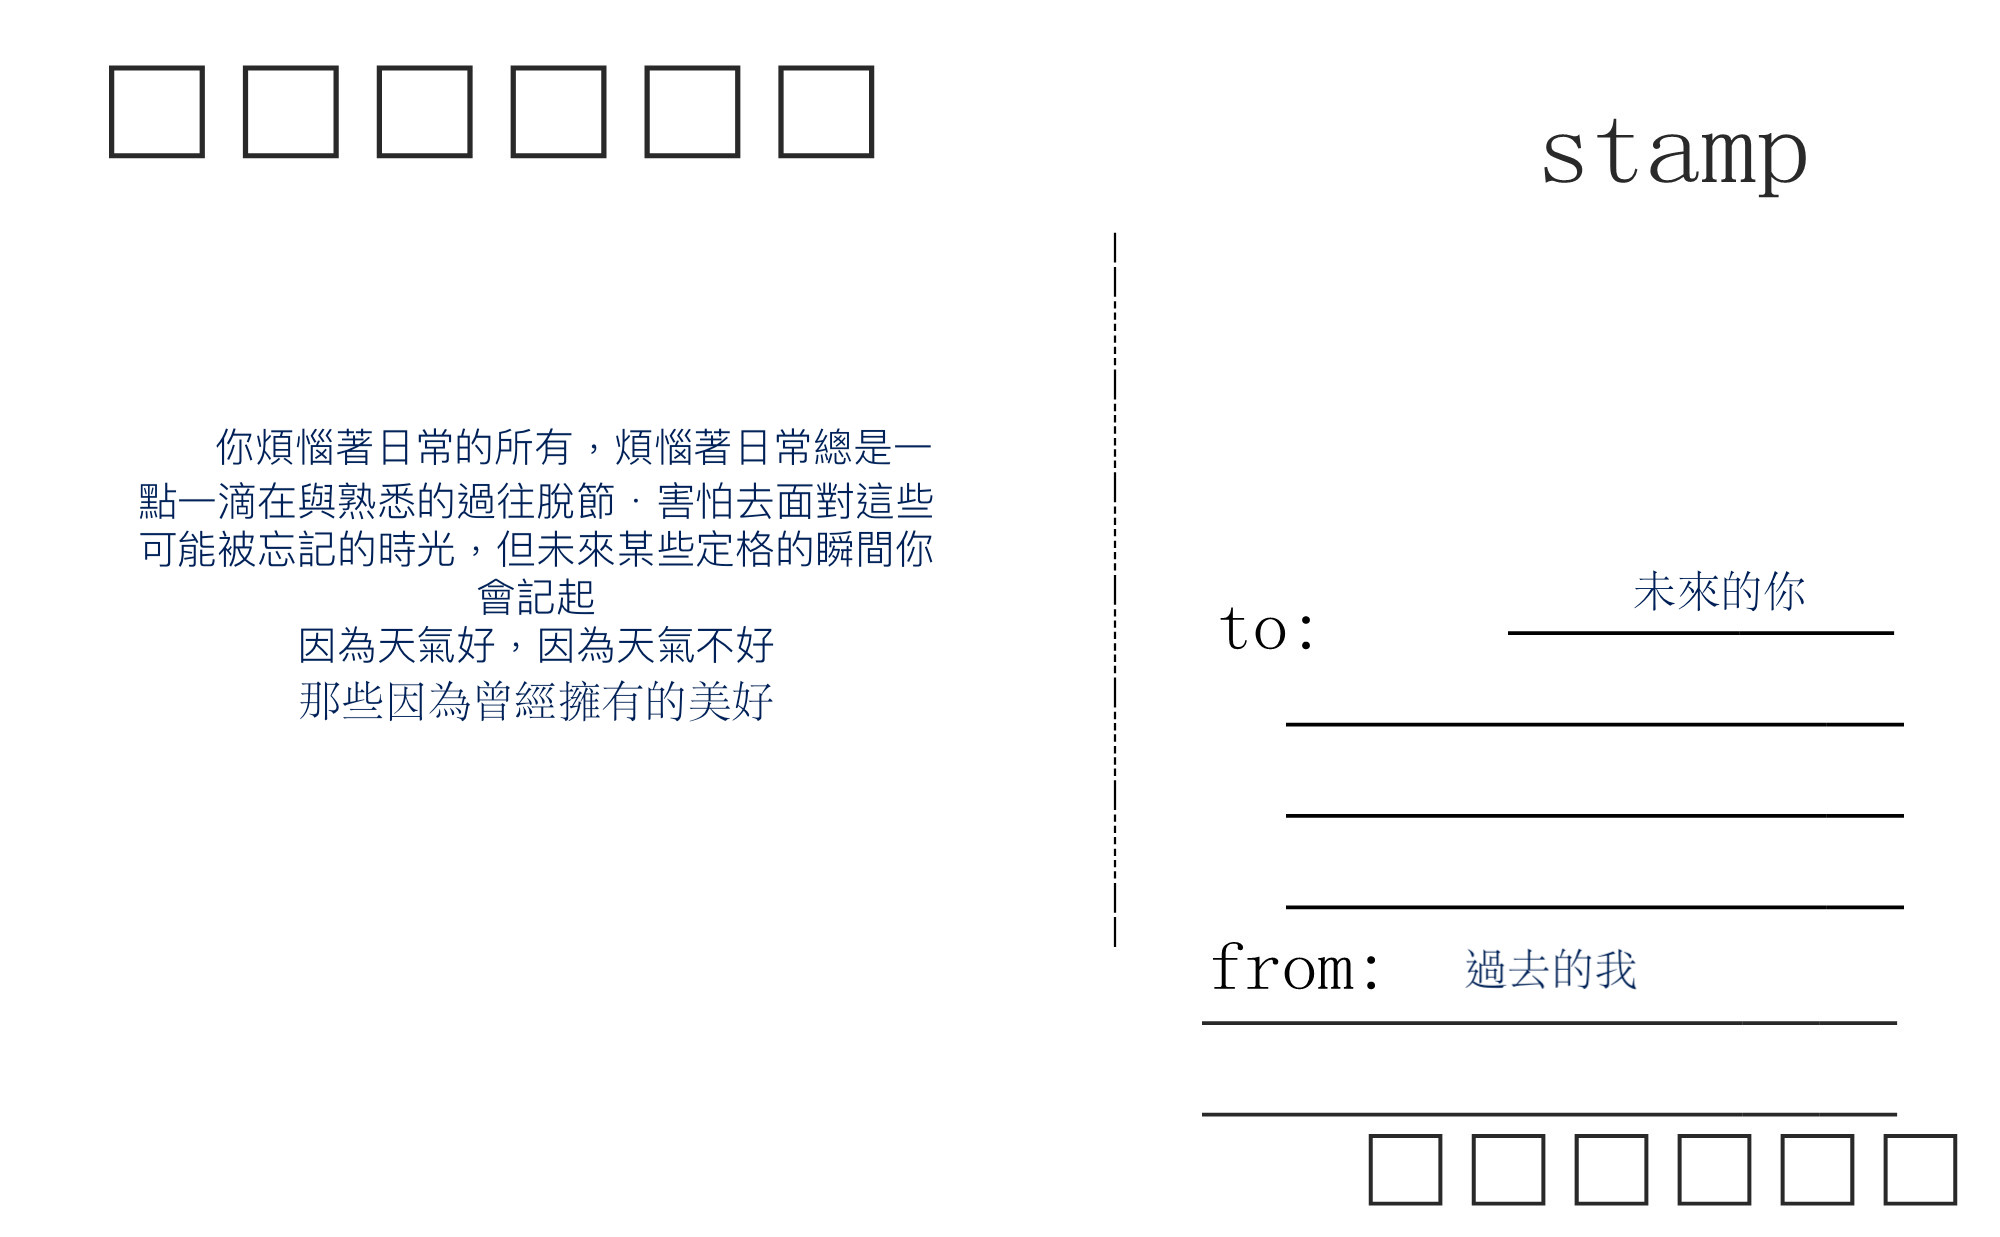 stamp
你煩惱著日常的所有，煩惱著日常總是一
點一滴在與熟悉的過往脫節．害怕去面對這些
可能被忘記的時光，但未來某些定格的瞬間你
會記起
因為天氣好，因為天氣不好
那些因為曾經擁有的美好
to: 未來的你
from: 過去的我